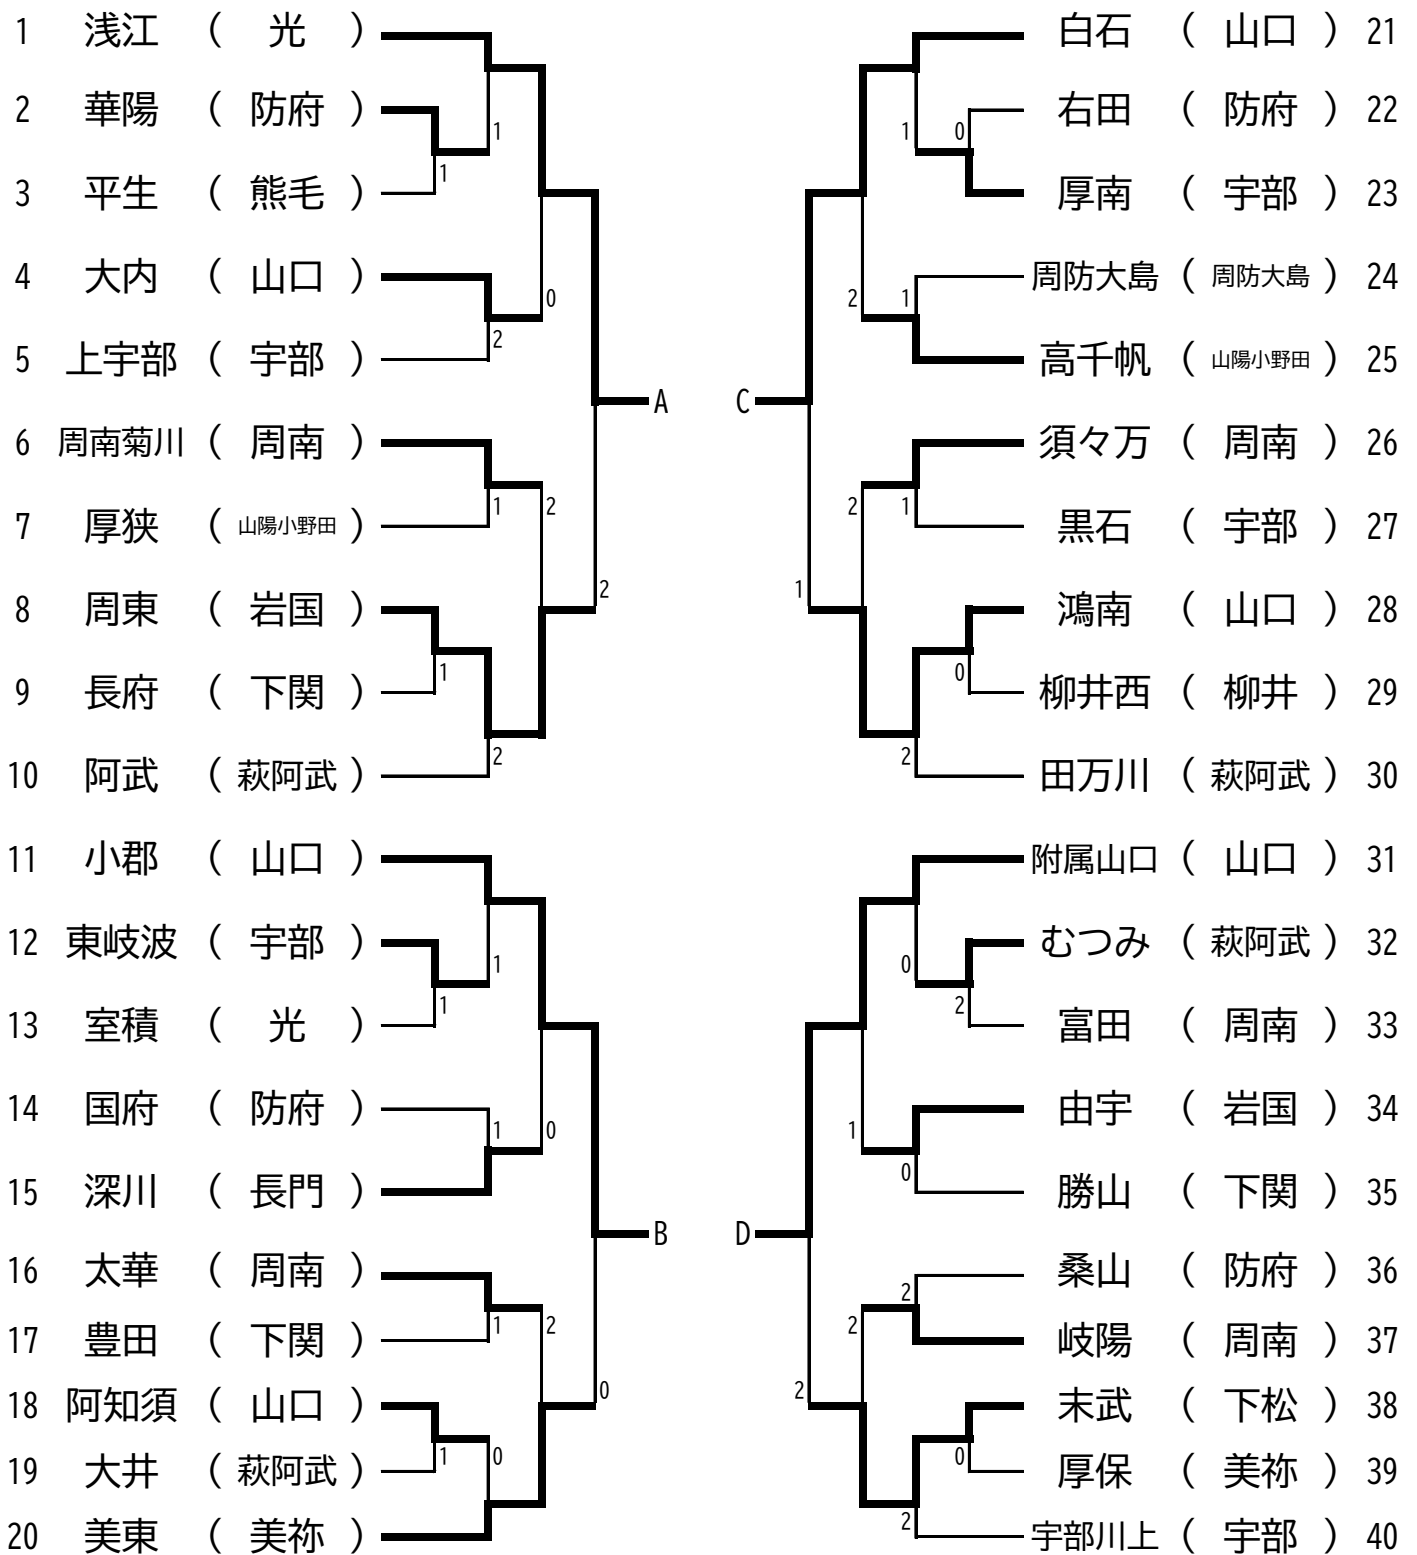 1 浅江 ( 光 )
2 華陽 ( 防府 )
1
1
3 平生 ( 熊毛 )
4 大内 ( 山口 )
0
2
5 上宇部 ( 宇部 )
A
6 周南菊川 ( 周南 )
1
2
7 厚狭 ( 山陽小野田 )
2
8 周東 ( 岩国 )
1
9 長府 ( 下関 )
2
10 阿武 ( 萩阿武 )
11 小郡 ( 山口 )
12 東岐波 ( 宇部 )
1
1
13 室積 ( 光 )
14 国府 ( 防府 )
1
0
15 深川 ( 長門 )
B
16 太華 ( 周南 )
1
2
17 豊田 ( 下関 )
0
18 阿知須 ( 山口 )
1
0
19 大井 ( 萩阿武 )
20 美東 ( 美祢 )
白石 ( 山口 ) 21
右田 ( 防府 ) 22
1
0
厚南 ( 宇部 ) 23
周防大島 ( 周防大島 ) 24
2
1
高千帆 ( 山陽小野田 ) 25
C
須々万 ( 周南 ) 26
2
1
黒石 ( 宇部 ) 27
1
鴻南 ( 山口 ) 28
0
柳井西 ( 柳井 ) 29
2
田万川 ( 萩阿武 ) 30
附属山口 ( 山口 ) 31
むつみ ( 萩阿武 ) 32
0
2
富田 ( 周南 ) 33
由宇 ( 岩国 ) 34
1
0
勝山 ( 下関 ) 35
D
桑山 ( 防府 ) 36
2
2
岐陽 ( 周南 ) 37
2
末武 ( 下松 ) 38
0
厚保 ( 美祢 ) 39
2
宇部川上 ( 宇部 ) 40